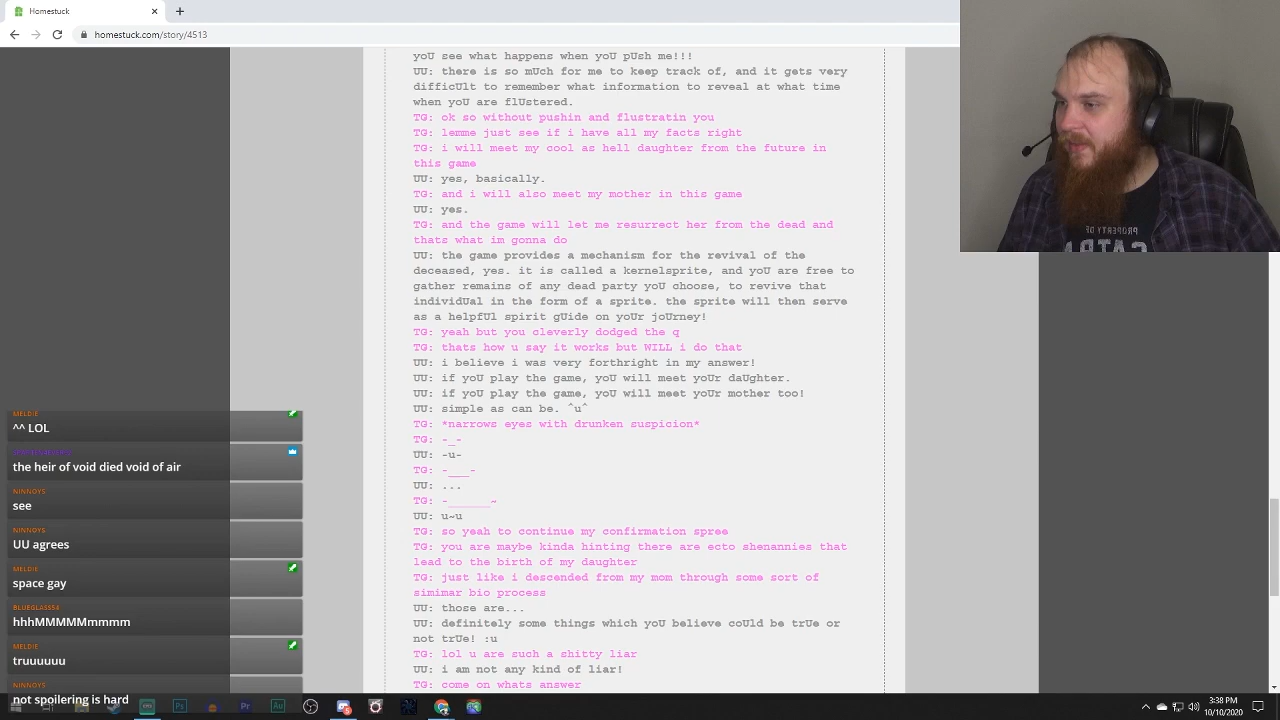 Homestuck
homestuck.com/story/4513
yoU see what happens when yoU pUsh me!!!
UU: there is so mUch for me to keep track of, and it gets very
difficUlt to remember what information to reveal at what time
when yoU are flUstered.
TG: ok so without pushin and flustratin you
TG: lemme just see if i have all my facts right
TG: i will meet my cool as hell daughter from the future in
this game
UU: yes, basically.
TG: and i will also meet my mother in this game
UU: yes.
TG: and the game will let me resurrect her from the dead and
thats what im gonna do
UU: the game provides a mechanism for the revival of the
deceased, yes. it is called a kernelsprite, and yoU are free to
gather remains of any dead party yoU choose, to revive that
individUal in the form of a sprite. the sprite will then serve
as a helpfUl spirit gUide on yoUr joUrney!
TG: yeah but you cleverly dodged the q
TG: thats how u say it works but WILL i do that
UU: i believe i was very forthright in my answer!
UU: if yoU play the game, yoU will meet yoUr daUghter.
UU: if yoU play the game, yoU will meet yoUr mother too!
UU: simple as can be. ^u^
TG: *narrows eyes with drunken suspicion*
TG: -_-
UU: -u-
TG: -___-
UU: ...
TG: -______~
UU: u~u
TG: so yeah to continue my confirmation spree
TG: you are maybe kinda hinting there are ecto shenannies that
lead to the birth of my daughter
TG: just like i descended from my mom through some sort of
simimar bio process
UU: those are...
UU: definitely some things which yoU believe coUld be trUe or
not trUe! :u
TG: lol u are such a shitty liar
UU: i am not any kind of liar!
TG: come on whats answer
MELD:E
^^ LOL
the heir of void died void of air
NINNOYS
see
NINNOYS
UU agrees
MELD:E
space gay
BLUEGLASS54
hhhMMMMMmmmm
MELD:E
truuuuuu
NINNOYS
not spoilering is hard
PROPERTY OF
3:38 PM
10/10/2020